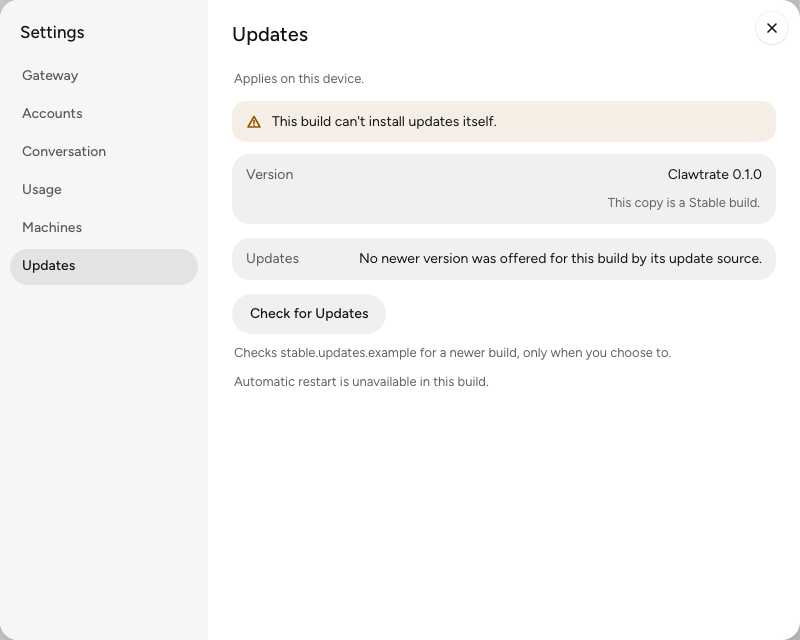 Settings
Gateway
Accounts
Conversation
Usage
Machines
Updates
Updates
Applies on this device.
This build can't install updates itself.
Version
Clawtrate 0.1.0
This copy is a Stable build.
Updates
No newer version was offered for this build by its update source.
Check for Updates
Checks stable.updates.example for a newer build, only when you choose to.
Automatic restart is unavailable in this build.